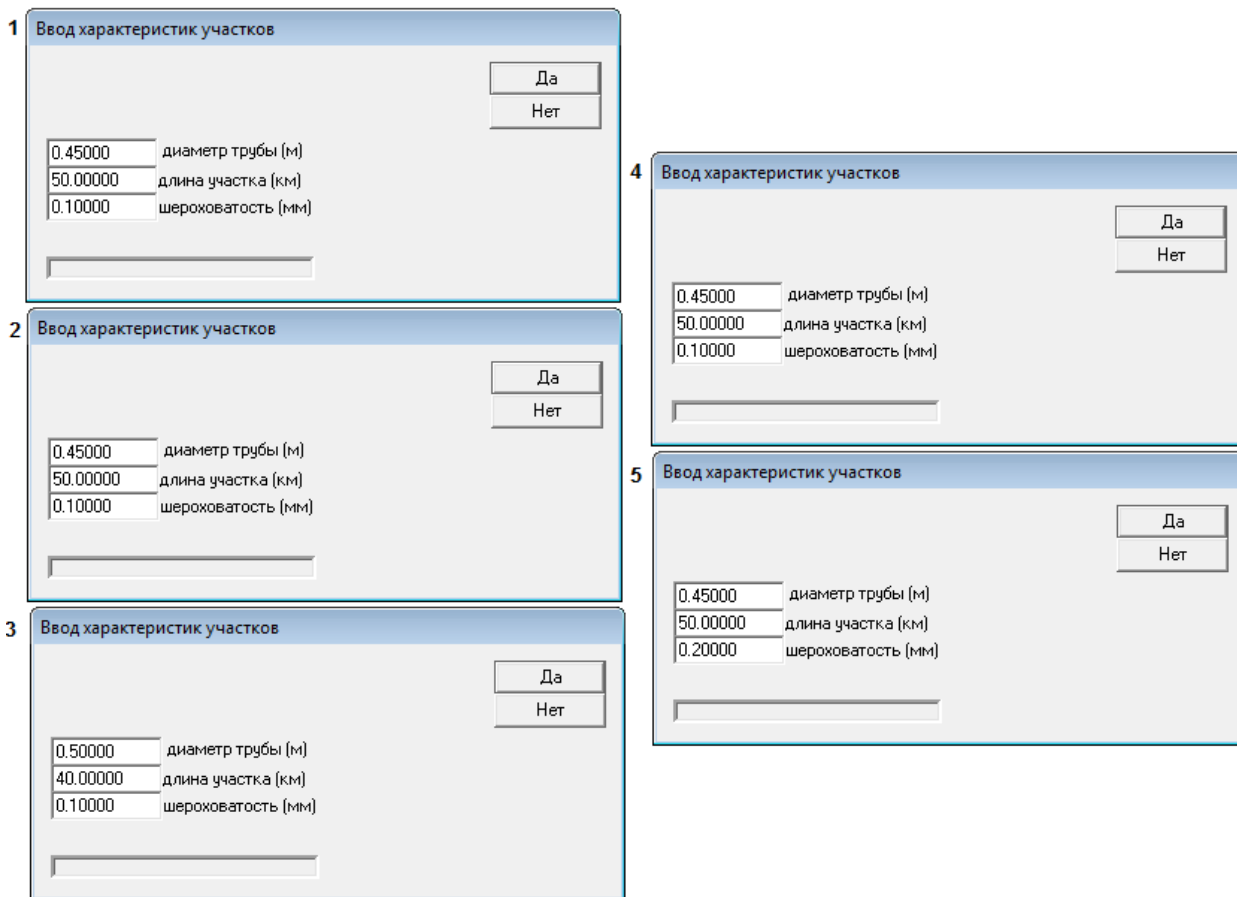 1
Ввод характеристик участков
Да
Нет
0.45000 диаметр трубы (м)
50.00000 длина участка (км)
0.10000 шероховатость (мм)
2
Ввод характеристик участков
Да
Нет
0.45000 диаметр трубы (м)
50.00000 длина участка (км)
0.10000 шероховатость (мм)
3
Ввод характеристик участков
Да
Нет
0.50000 диаметр трубы (м)
40.00000 длина участка (км)
0.10000 шероховатость (мм)
4
Ввод характеристик участков
Да
Нет
0.45000 диаметр трубы (м)
50.00000 длина участка (км)
0.10000 шероховатость (мм)
5
Ввод характеристик участков
Да
Нет
0.45000 диаметр трубы (м)
50.00000 длина участка (км)
0.20000 шероховатость (мм)